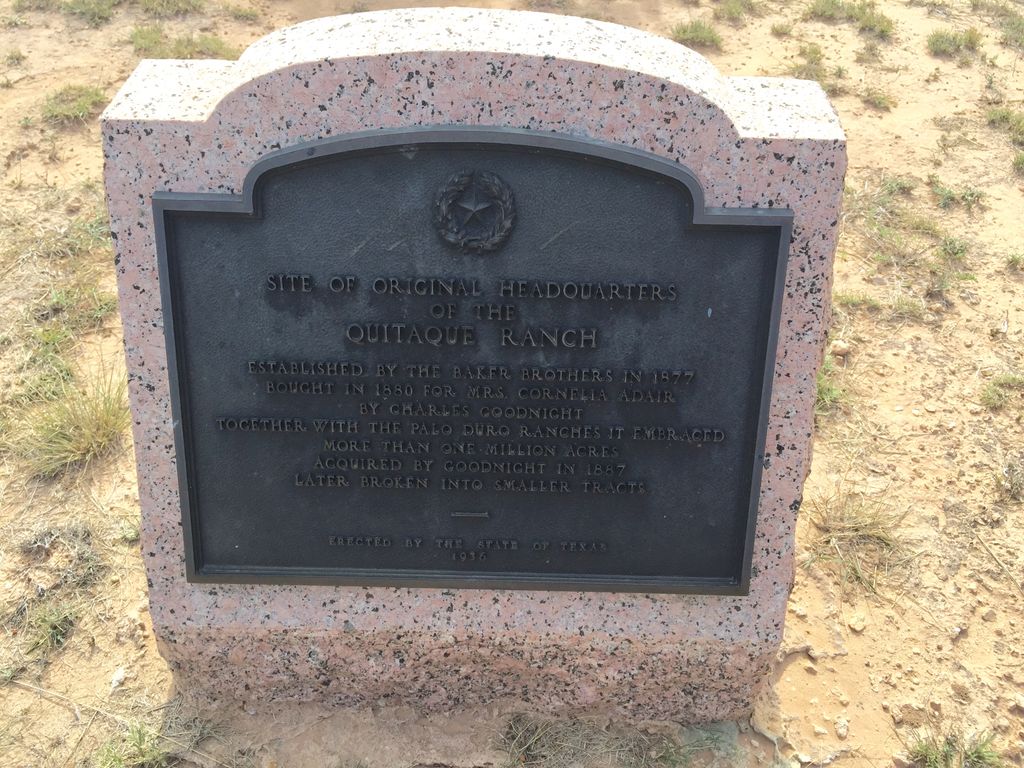 SITE OF ORIGINAL HEADQUARTERS
OF THE
QUITAQUE RANCH
ESTABLISHED BY THE BAKER BROTHERS IN 1877
BOUGHT IN 1880 FOR MRS. CORNELIA ADAIR
BY CHARLES GOODNIGHT
TOGETHER WITH THE PALO DURO RANCHES IT EMBRACED
MORE THAN ONE MILLION ACRES
ACQUIRED BY GOODNIGHT IN 1887
LATER BROKEN INTO SMALLER TRACTS
ERECTED BY THE STATE OF TEXAS
1936